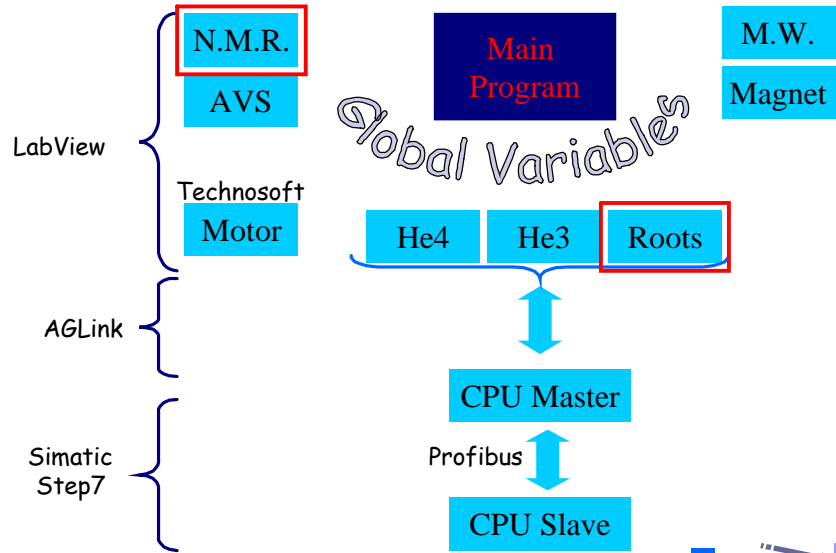 N.M.R.
Main
Program
M.W.
AVS
Magnet
Global Variables
LabView
Technosoft
Motor
He4
He3
Roots
AGLink
CPU Master
Simatic
Step7
Profibus
CPU Slave